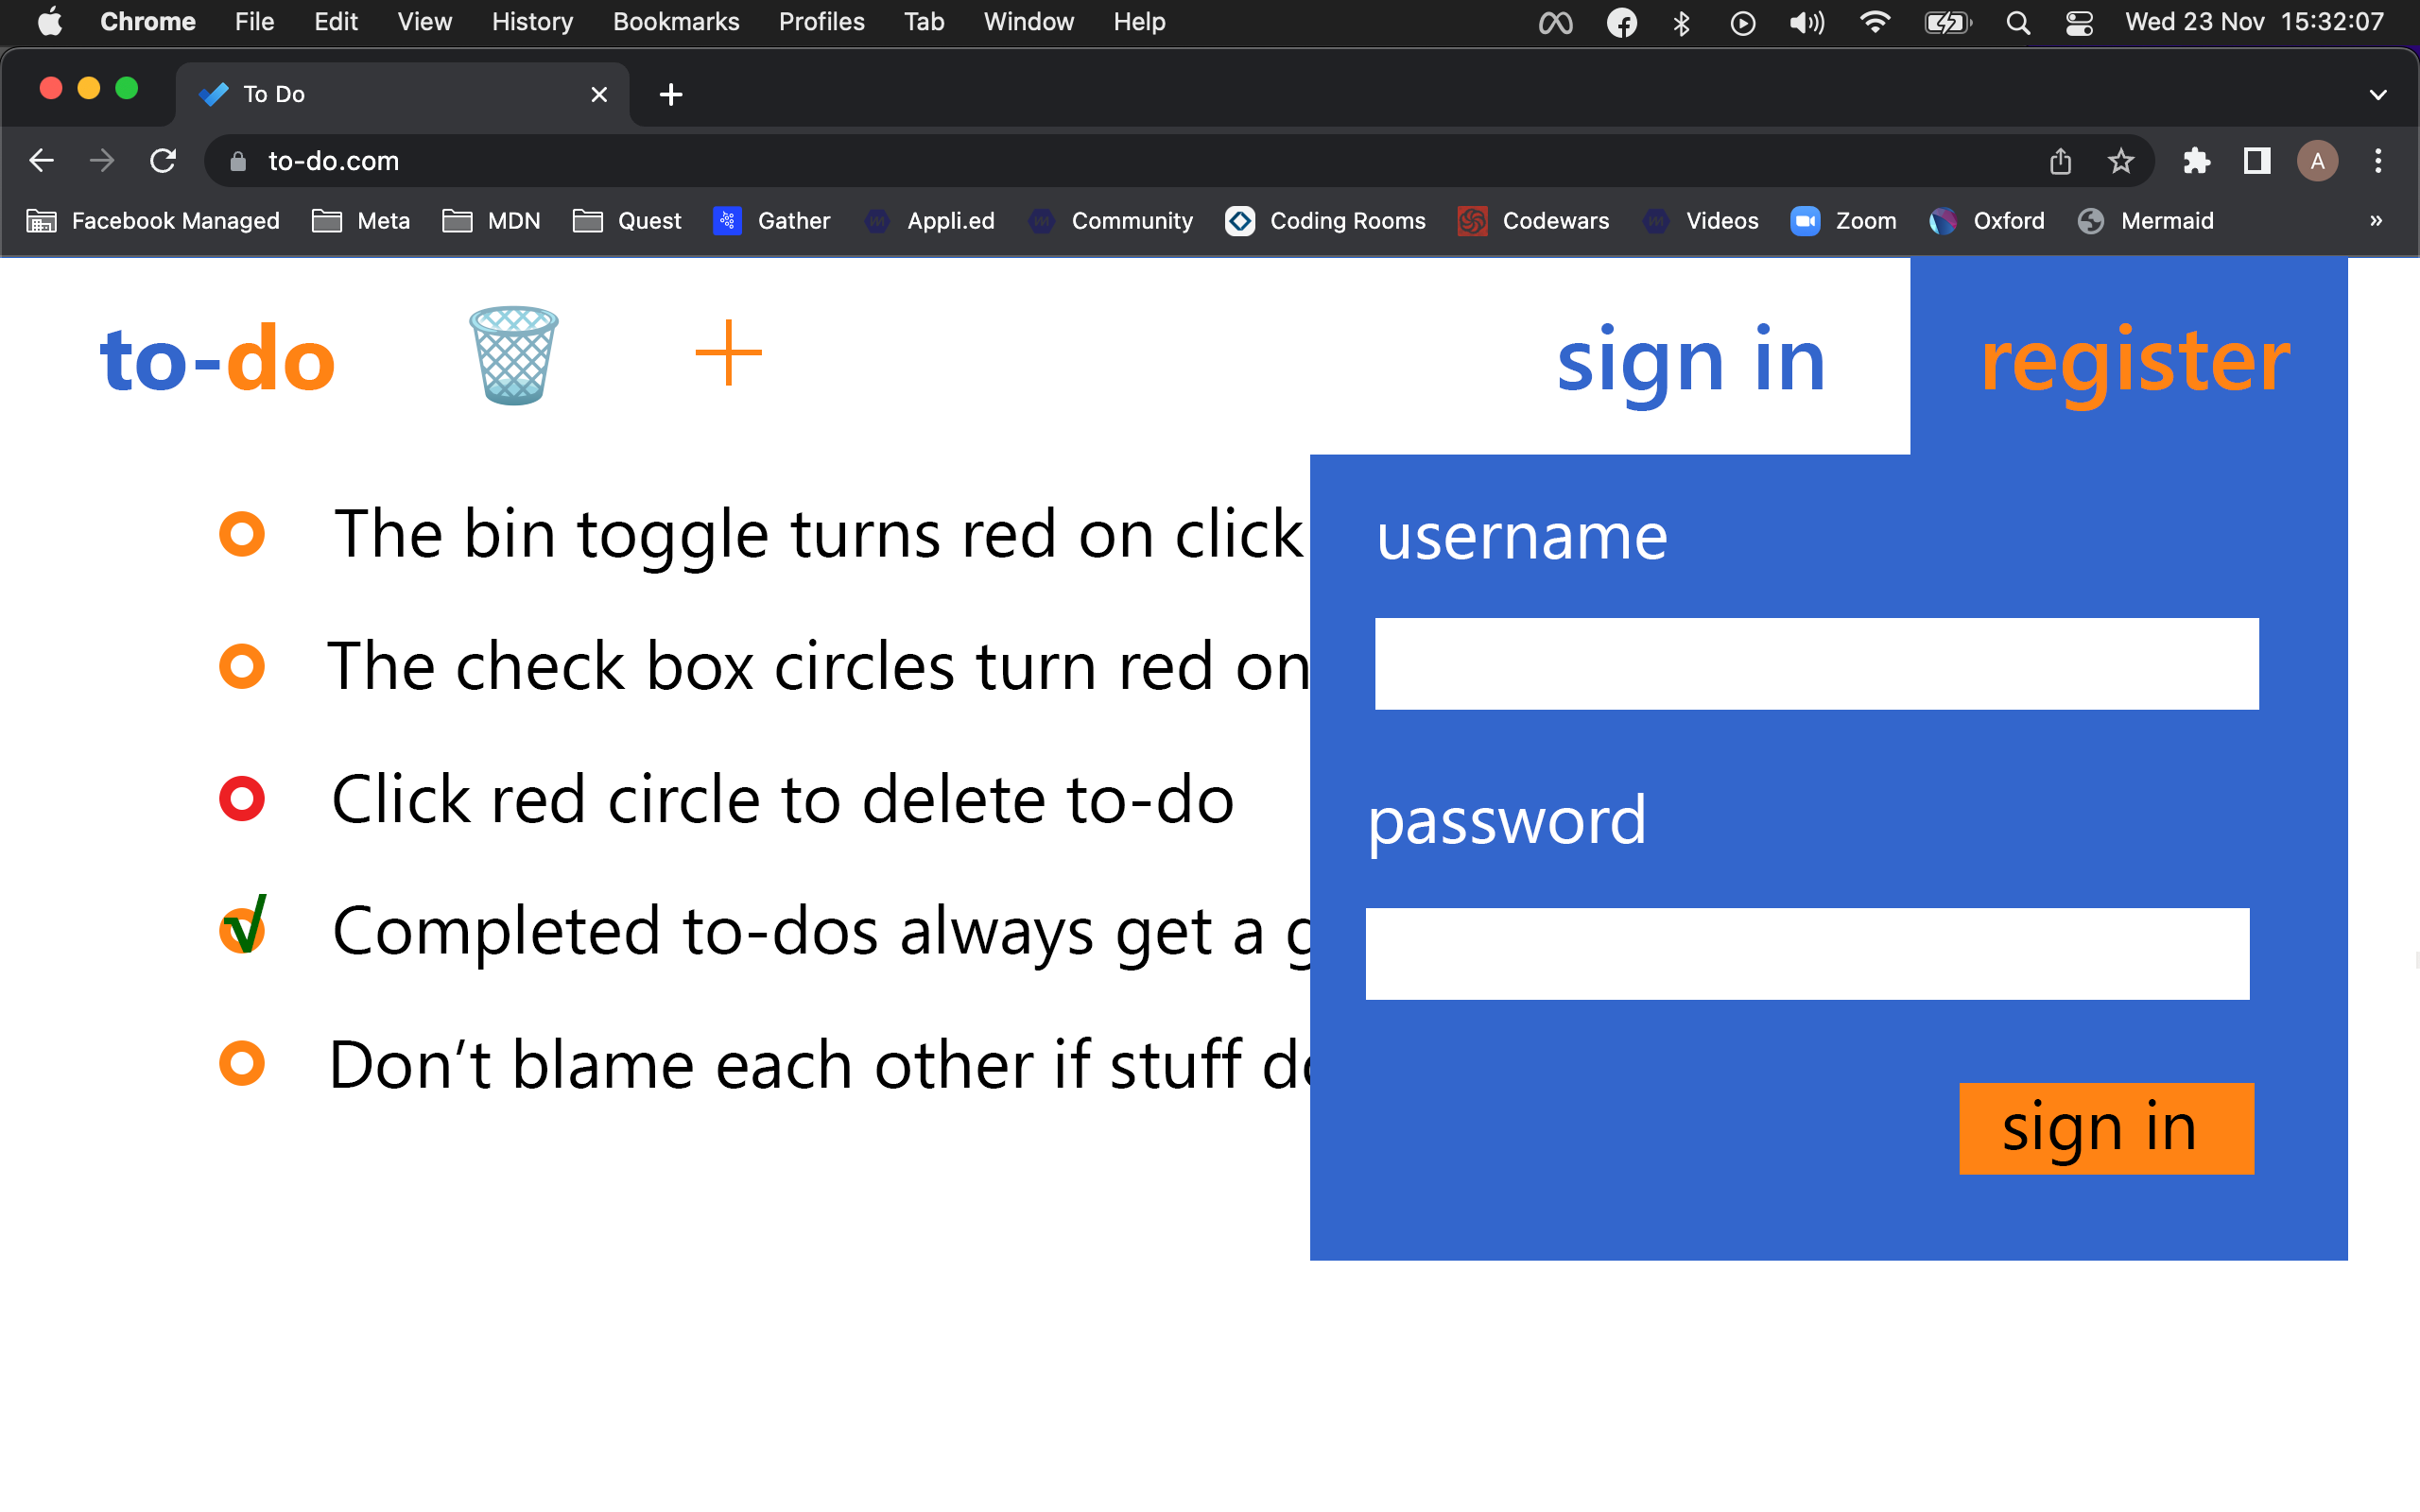 Chrome File Edit View History Bookmarks Profiles Tab Window Help Wed 23 Nov 15:32:07
To Do
to-do.com A
Facebook Managed Meta MDN Quest Gather Appli.ed Community Coding Rooms Codewars Videos Zoom Oxford Mermaid »
to-do + sign in register
The bin toggle turns red on click
The check box circles turn red on
Click red circle to delete to-do
√ Completed to-dos always get a g
Don’t blame each other if stuff do
username
password
sign in